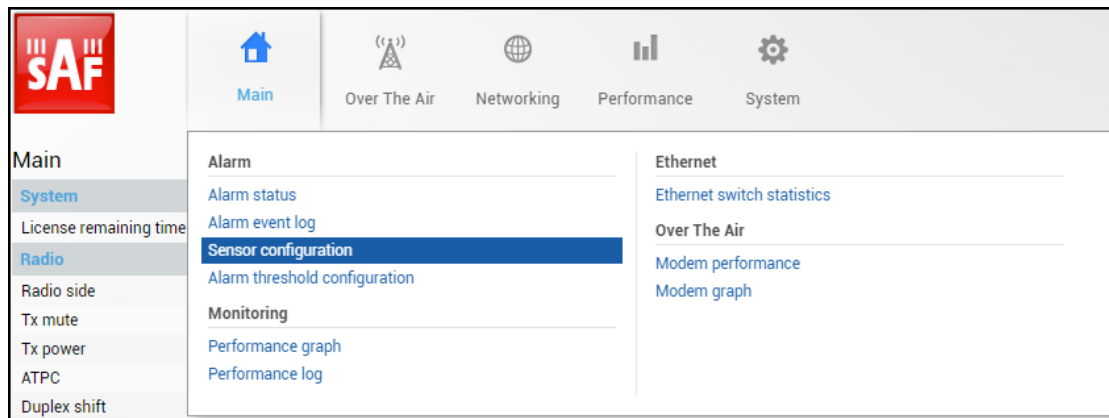 SAF
Main
Over The Air
Networking
Performance
System
Main
System
License remaining time
Radio
Radio side
Tx mute
Tx power
ATPC
Duplex shift
Alarm
Alarm status
Alarm event log
Sensor configuration
Alarm threshold configuration
Monitoring
Performance graph
Performance log
Ethernet
Ethernet switch statistics
Over The Air
Modem performance
Modem graph